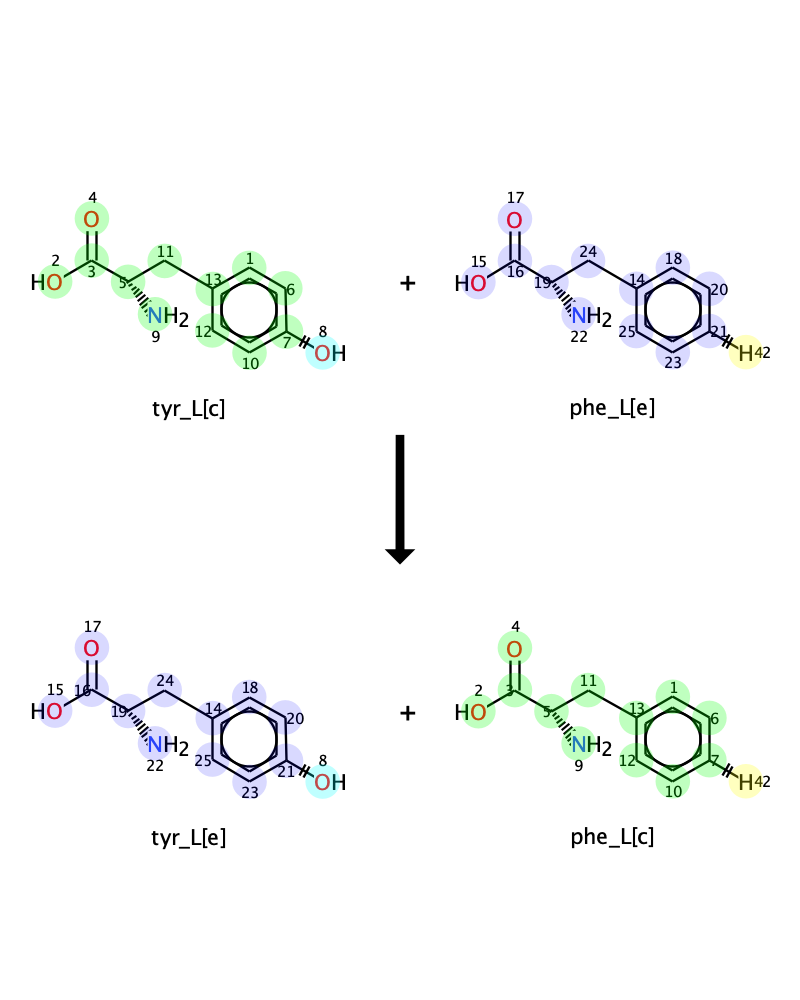 4 17
O O
2 11 1 15 24 18
HO 3 5 13 6 + HO 16 19 14 20
NH2 12 7 8 NH2 25 21
9 10 OH 22 23 H 42
tyr_L[c] phe_L[e]
17 4
O O
15 24 18 2 11 1
HO 16 19 14 20 + HO 3 5 13 6
NH2 25 21 8 NH2 12 7
22 23 OH 9 10 H 42
tyr_L[e] phe_L[c]